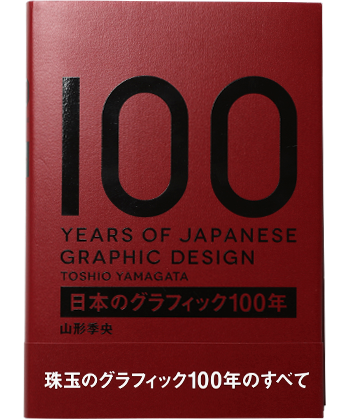 100
YEARS OF JAPANESE
GRAPHIC DESIGN
TOSHIO YAMAGATA
日本のグラフィック100年
山形季央
珠玉のグラフィック100年のすべて